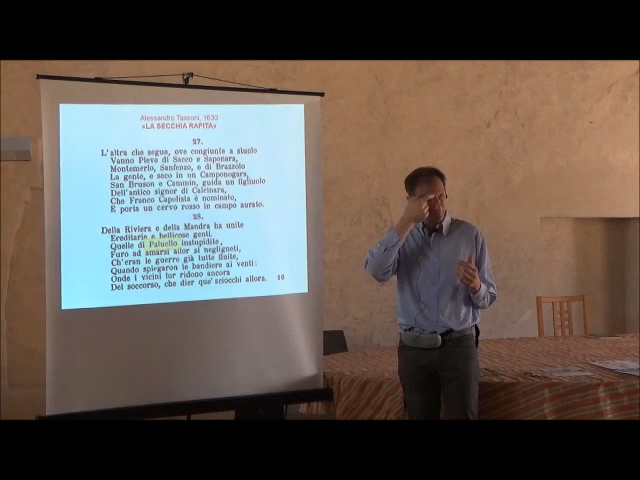 Alessandro Tassoni, 1630
«LA SECCHIA RAPITA»
27.
L'altra che segue, ove congiunte a stuolo
Vanno Pieve di Sacco e Saponara,
Montemerlo, Sanfenzo, e di Brazzolo
La gente, e seco in un Camponogara,
San Bruson e Cammin, guida un figliuolo
Dell'antico signor di Calcinara,
Che Franco Capolista è nominato,
E porta un cervo rosso in campo aurato.
28.
Della Riviera e della Mandra ha unite
Ereditarie e bellicose genti.
Quelle di Paluello instopidite,
Furo ad amarsi allor sì negligenti,
Ch'eran le guerre già tutte finite,
Quando spiegaron le bandiere ai venti:
Onde i vicini lor ridono ancora
Del soccorso, che dier que' sciocchi allora. 10